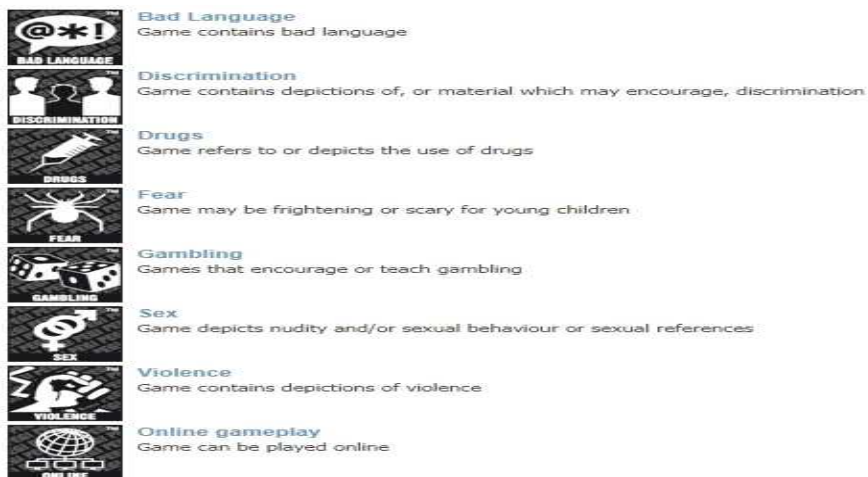 Bad Language
Game contains bad language
@*!
BAD LANGUAGE
Discrimination
Game contains depictions of, or material which may encourage, discrimination
DISCRIMINATION
Drugs
Game refers to or depicts the use of drugs
DRUGS
Fear
Game may be frightening or scary for young children
FEAR
Gambling
Games that encourage or teach gambling
GAMBLING
Sex
Game depicts nudity and/or sexual behaviour or sexual references
SEX
Violence
Game contains depictions of violence
VIOLENCE
Online gameplay
Game can be played online
ONLINE